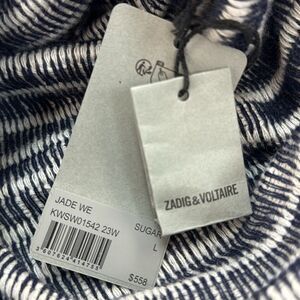 ZADIG&VOLTAIRE
JADE WE
KWSW01542 23W
SUGAR
L
$558